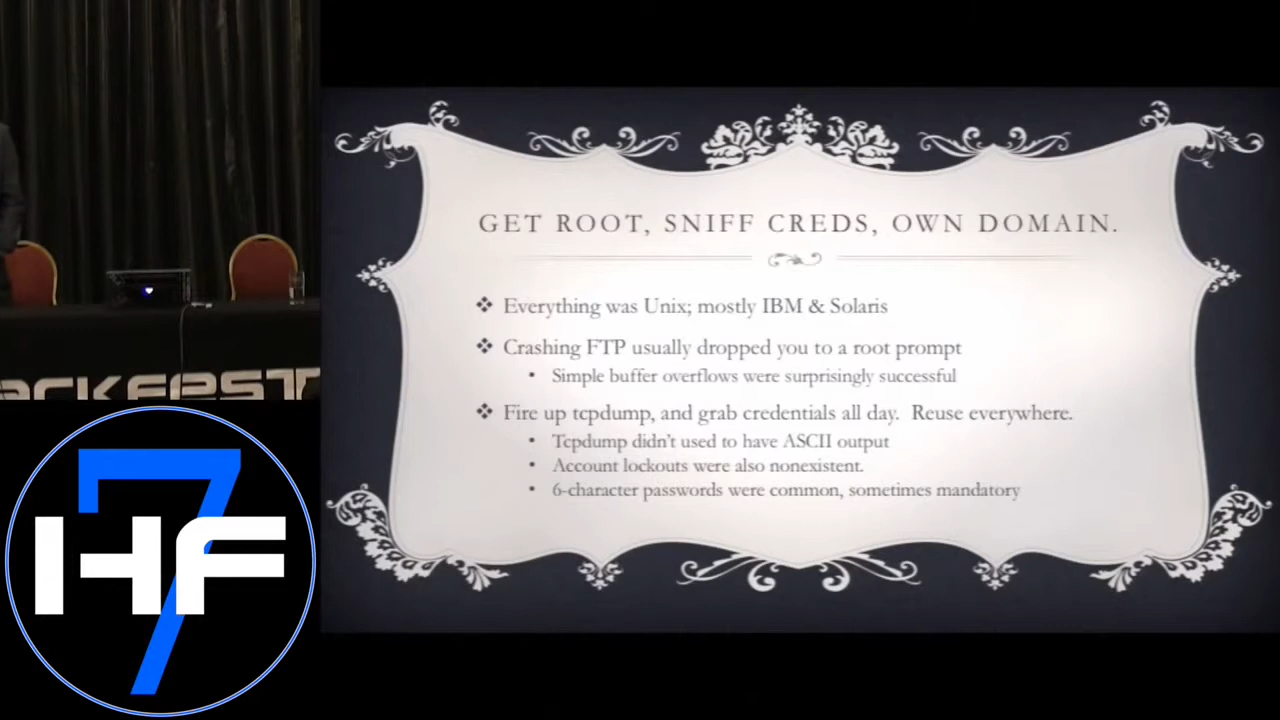 GET ROOT, SNIFF CREDS, OWN DOMAIN.
❖ Everything was Unix; mostly IBM & Solaris
❖ Crashing FTP usually dropped you to a root prompt
• Simple buffer overflows were surprisingly successful
❖ Fire up tcpdump, and grab credentials all day.  Reuse everywhere.
• Tcpdump didn't used to have ASCII output
• Account lockouts were also nonexistent.
• 6-character passwords were common, sometimes mandatory
ACKFEST
7
HF